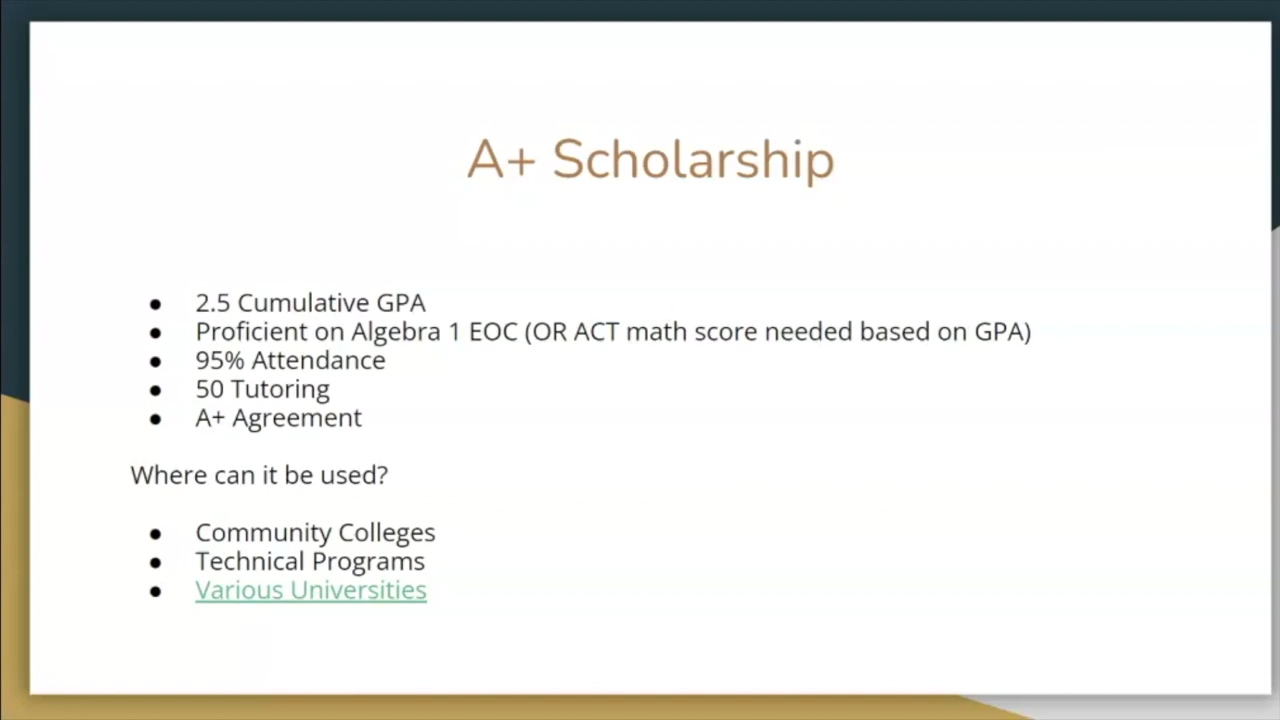 A+ Scholarship
● 2.5 Cumulative GPA
● Proficient on Algebra 1 EOC (OR ACT math score needed based on GPA)
● 95% Attendance
● 50 Tutoring
● A+ Agreement
Where can it be used?
● Community Colleges
● Technical Programs
● Various Universities